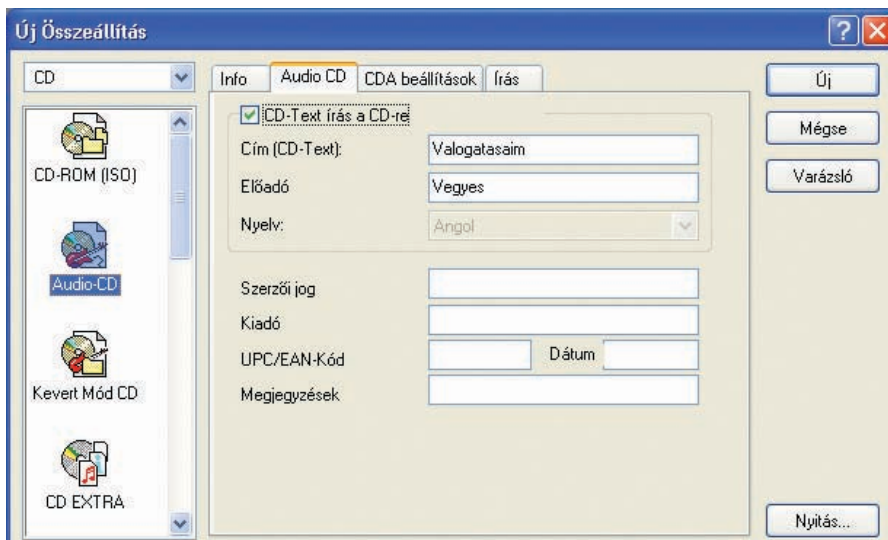 Új Összeállítás
CD
CD-ROM (ISO)
Audio-CD
Kevert Mód CD
CD EXTRA
Info Audio CD CDA beállítások Írás
CD-Text írás a CD-re
Cím (CD-Text): Valogatasaim
Előadó Vegyes
Nyelv: Angol
Szerzői jog
Kiadó
UPC/EAN-Kód Dátum
Megjegyzések
Új
Mégse
Varázsló
Nyitás...